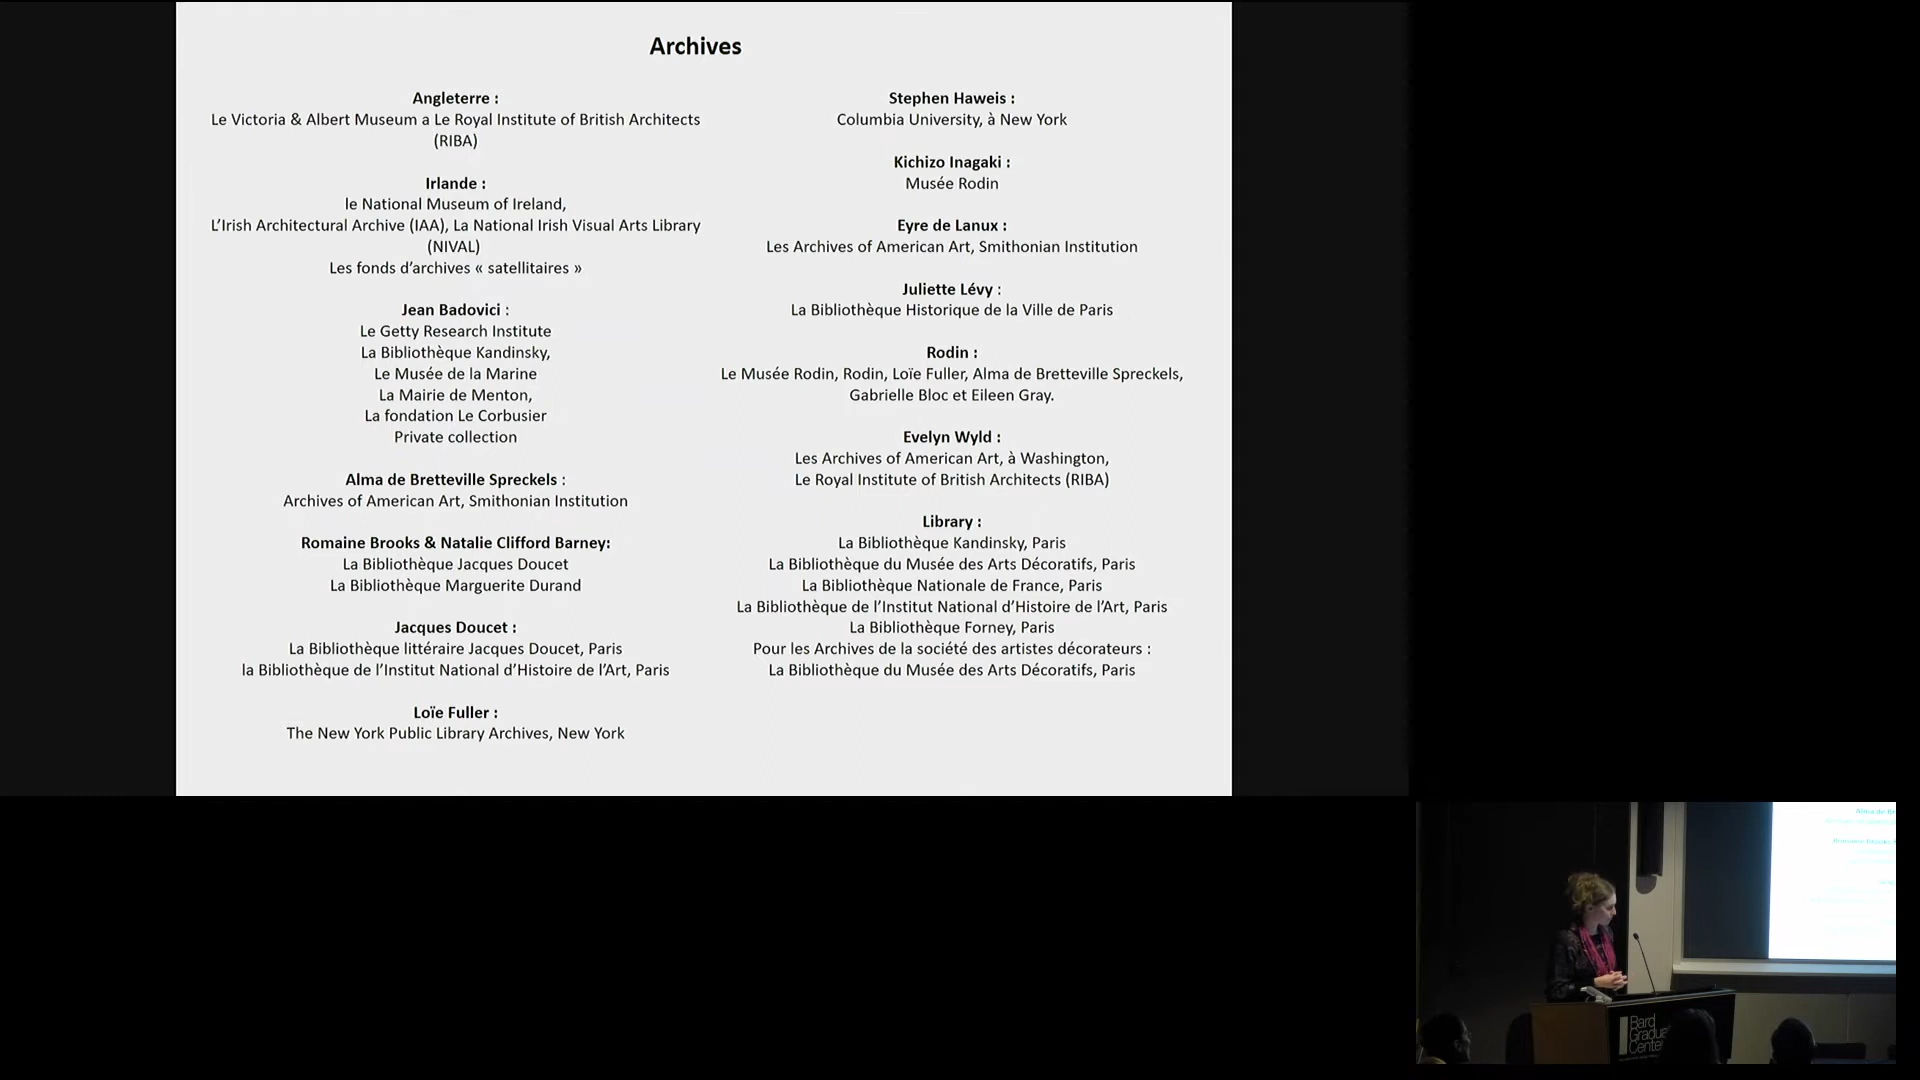 Archives
Angleterre :
Le Victoria & Albert Museum a Le Royal Institute of British Architects
(RIBA)
Irlande :
le National Museum of Ireland,
L’Irish Architectural Archive (IAA), La National Irish Visual Arts Library
(NIVAL)
Les fonds d’archives « satellitaires »
Jean Badovici :
Le Getty Research Institute
La Bibliothèque Kandinsky,
Le Musée de la Marine
La Mairie de Menton,
La fondation Le Corbusier
Private collection
Alma de Bretteville Spreckels :
Archives of American Art, Smithonian Institution
Romaine Brooks & Natalie Clifford Barney:
La Bibliothèque Jacques Doucet
La Bibliothèque Marguerite Durand
Jacques Doucet :
La Bibliothèque littéraire Jacques Doucet, Paris
la Bibliothèque de l’Institut National d’Histoire de l’Art, Paris
Loïe Fuller :
The New York Public Library Archives, New York
Stephen Haweis :
Columbia University, à New York
Kichizo Inagaki :
Musée Rodin
Eyre de Lanux :
Les Archives of American Art, Smithonian Institution
Juliette Lévy :
La Bibliothèque Historique de la Ville de Paris
Rodin :
Le Musée Rodin, Rodin, Loïe Fuller, Alma de Bretteville Spreckels,
Gabrielle Bloc et Eileen Gray.
Evelyn Wyld :
Les Archives of American Art, à Washington,
Le Royal Institute of British Architects (RIBA)
Library :
La Bibliothèque Kandinsky, Paris
La Bibliothèque du Musée des Arts Décoratifs, Paris
La Bibliothèque Nationale de France, Paris
La Bibliothèque de l’Institut National d’Histoire de l’Art, Paris
La Bibliothèque Forney, Paris
Pour les Archives de la société des artistes décorateurs :
La Bibliothèque du Musée des Arts Décoratifs, Paris
Alma de Br
Romaine Brooks
Bard
Gradua
Cente